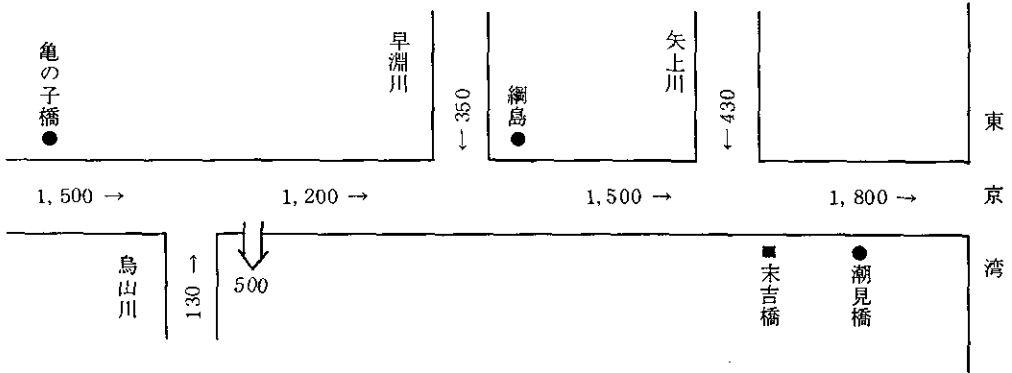 亀の子橋
早淵川
←350
綱島
矢上川
←430
東京湾
1,500 →
1,200 →
1,500 →
1,800 →
鳥山川
130 →
500
末吉橋
潮見橋